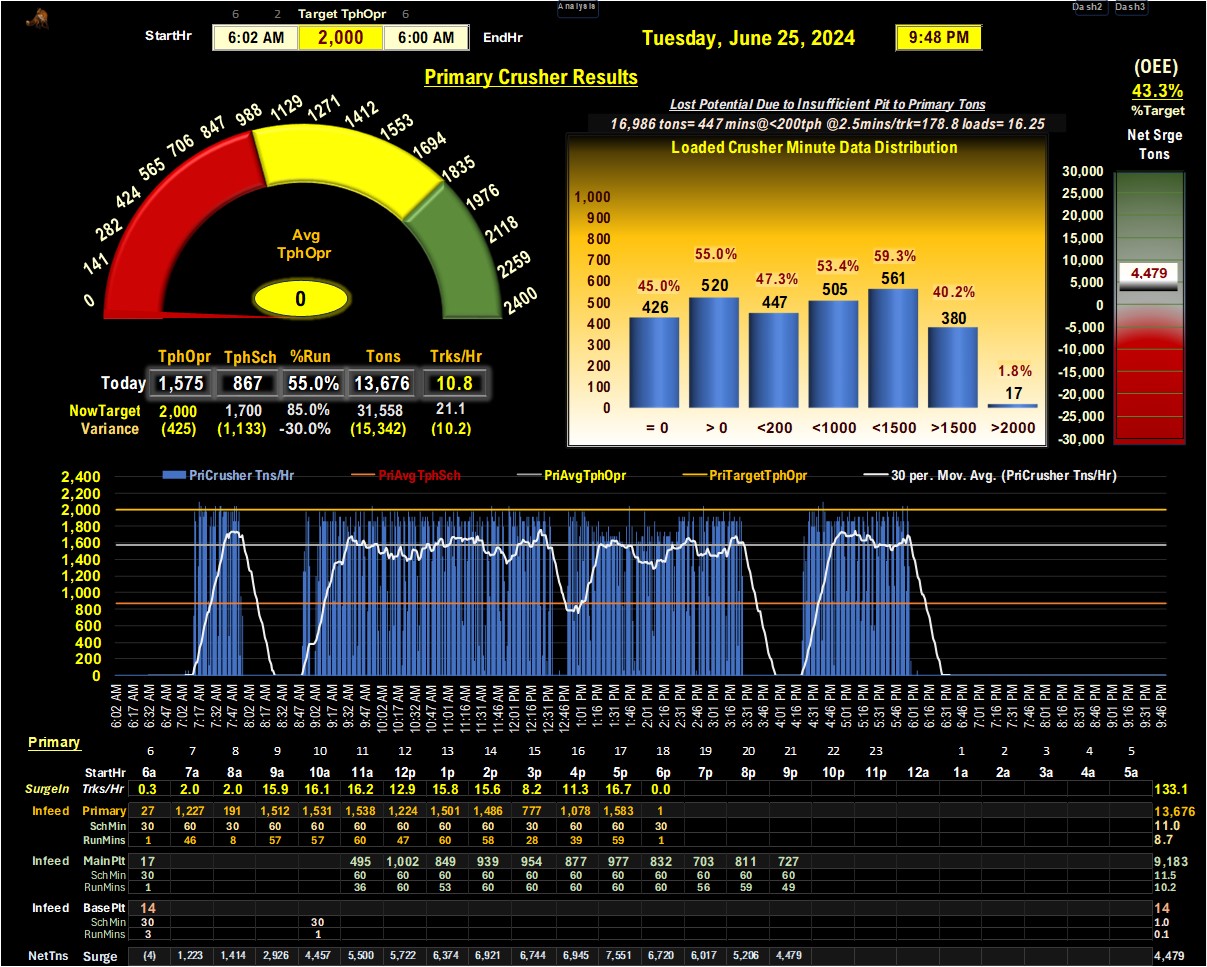 Analysis
Dash2 Dash3
6 2 Target TphOpr 6
StartHr 6:02 AM 2,000 6:00 AM EndHr
Tuesday, June 25, 2024
9:48 PM
(OEE)
43.3%
%Target
Primary Crusher Results
Lost Potential Due to Insufficient Pit to Primary Tons
16,986 tons= 447 mins@<200tph @2.5mins/trk=178.8 loads= 16.25
0 141 282 424 565 706 847 988 1129 1271 1412 1553 1694 1835 1976 2118 2259 2400
Avg
TphOpr
0
Loaded Crusher Minute Data Distribution
1,000
900
800
700
600
500
400
300
200
100
0
45.0% 55.0% 47.3% 53.4% 59.3% 40.2% 1.8%
426 520 447 505 561 380 17
= 0 > 0 <200 <1000 <1500 >1500 >2000
Net Srge
Tons
30,000
25,000
20,000
15,000
10,000
5,000
0
-5,000
-10,000
-15,000
-20,000
-25,000
-30,000
4,479
TphOpr TphSch %Run Tons Trks/Hr
Today 1,575 867 55.0% 13,676 10.8
NowTarget 2,000 1,700 85.0% 31,558 21.1
Variance (425) (1,133) -30.0% (15,342) (10.2)
PriCrusher Tns/Hr PriAvgTphSch PriAvgTphOpr PriTargetTphOpr 30 per. Mov. Avg. (PriCrusher Tns/Hr)
2,400
2,200
2,000
1,800
1,600
1,400
1,200
1,000
800
600
400
200
0
6:02 AM 6:17 AM 6:32 AM 6:47 AM 7:02 AM 7:17 AM 7:32 AM 7:47 AM 8:02 AM 8:17 AM 8:32 AM 8:47 AM 9:02 AM 9:17 AM 9:32 AM 9:47 AM 10:02 AM 10:17 AM 10:32 AM 10:47 AM 11:01 AM 11:16 AM 11:31 AM 11:46 AM 12:01 PM 12:16 PM 12:31 PM 12:46 PM 1:01 PM 1:16 PM 1:31 PM 1:46 PM 2:01 PM 2:16 PM 2:31 PM 2:46 PM 3:01 PM 3:16 PM 3:31 PM 3:46 PM 4:01 PM 4:16 PM 4:31 PM 4:46 PM 5:01 PM 5:16 PM 5:31 PM 5:46 PM 6:01 PM 6:16 PM 6:31 PM 6:46 PM 7:01 PM 7:16 PM 7:31 PM 7:46 PM 8:01 PM 8:16 PM 8:31 PM 8:46 PM 9:01 PM 9:16 PM 9:31 PM 9:46 PM
Primary
6 7 8 9 10 11 12 13 14 15 16 17 18 19 20 21 22 23 1 2 3 4 5
StartHr 6a 7a 8a 9a 10a 11a 12p 1p 2p 3p 4p 5p 6p 7p 8p 9p 10p 11p 12a 1a 2a 3a 4a 5a
SurgeIn Trks/Hr 0.3 2.0 2.0 15.9 16.1 16.2 12.9 15.8 15.6 8.2 11.3 16.7 0.0 133.1
Infeed Primary 27 1,227 191 1,512 1,531 1,538 1,224 1,501 1,486 777 1,078 1,583 1 13,676
SchMin 30 60 30 60 60 60 60 60 60 30 60 60 30 11.0
RunMins 1 46 8 57 57 60 47 60 58 28 39 59 1 8.7
Infeed MainPlt 17 495 1,002 849 939 954 877 977 832 703 811 727 9,183
SchMin 30 60 60 60 60 60 60 60 60 60 60 60 11.5
RunMins 1 36 60 53 60 60 60 60 60 56 59 49 10.2
Infeed BasePlt 14 14
SchMin 30 30 1.0
RunMins 3 1 0.1
NetTns Surge (4) 1,223 1,414 2,926 4,457 5,500 5,722 6,374 6,921 6,744 6,945 7,551 6,720 6,017 5,206 4,479 4,479